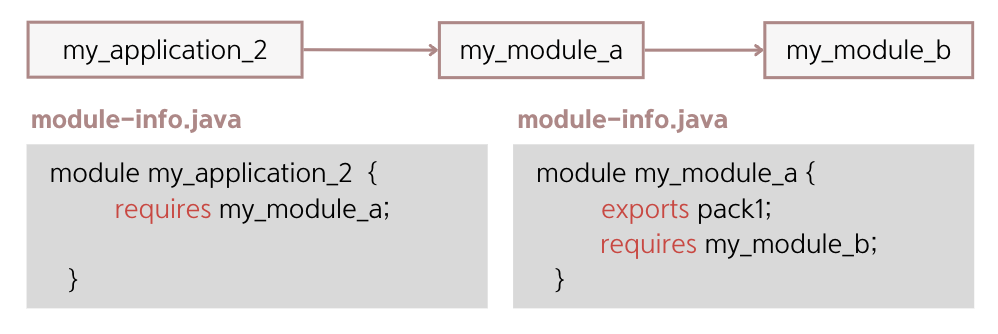 my_application_2
my_module_a
my_module_b
module-info.java
module my_application_2 {
requires my_module_a;
}
module-info.java
module my_module_a {
exports pack1;
requires my_module_b;
}